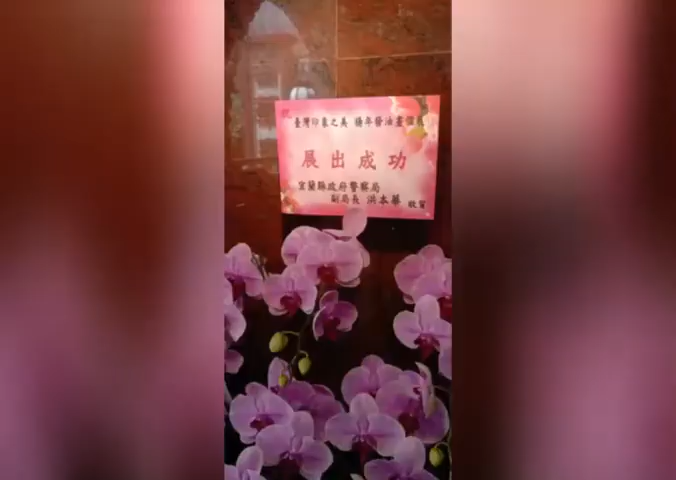 臺灣印象之美 楊年發油畫個展
展出成功
宜蘭縣政府警察局
副局長 洪本華 敬賀